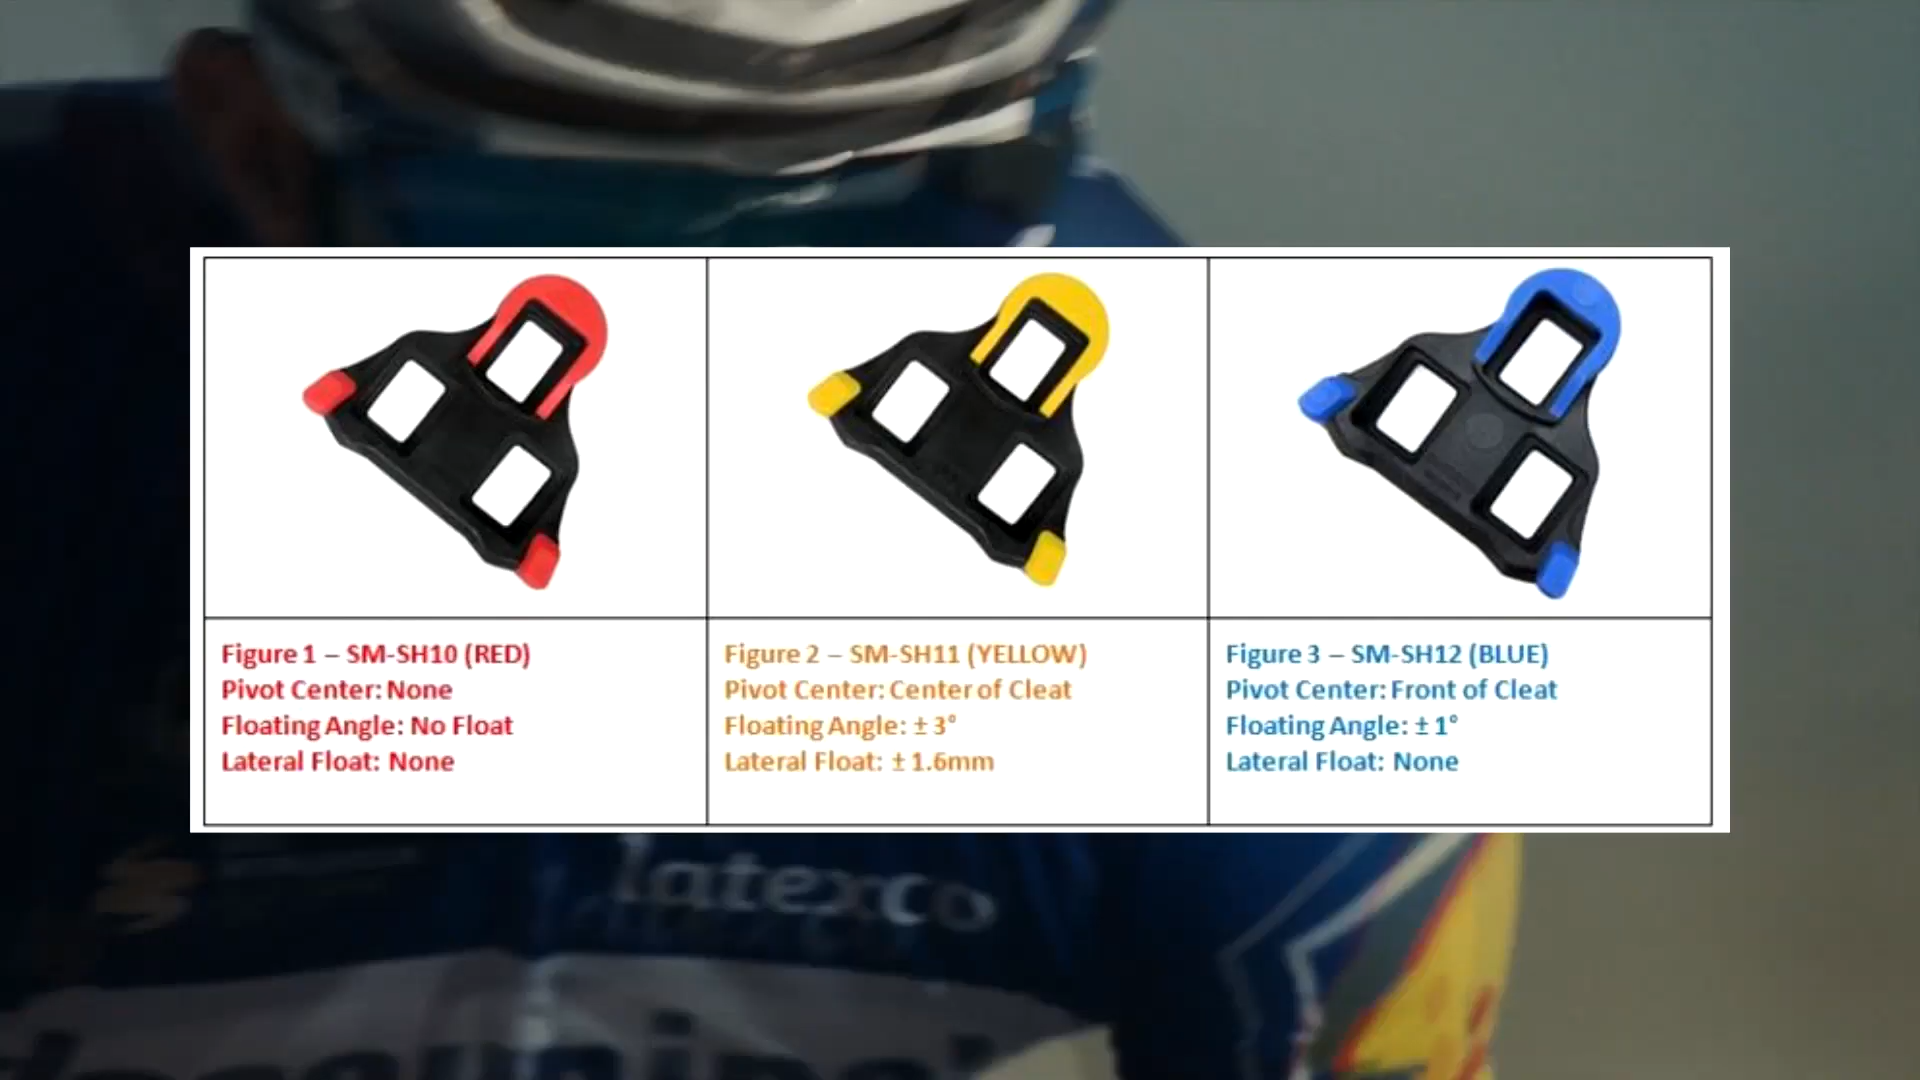 Figure 1 – SM-SH10 (RED)
Pivot Center: None
Floating Angle: No Float
Lateral Float: None
Figure 2 – SM-SH11 (YELLOW)
Pivot Center: Center of Cleat
Floating Angle: ± 3°
Lateral Float: ± 1.6mm
Figure 3 – SM-SH12 (BLUE)
Pivot Center: Front of Cleat
Floating Angle: ± 1°
Lateral Float: None
latexco